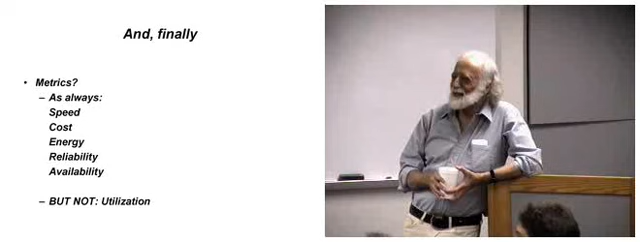 And, finally
• Metrics?
– As always:
Speed
Cost
Energy
Reliability
Availability
– BUT NOT: Utilization